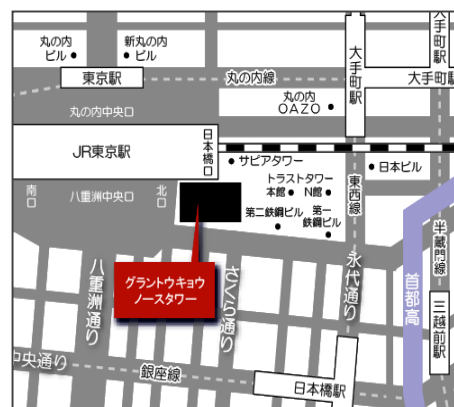 丸の内
ビル
新丸の内
ビル
大手町駅
大手町駅
東京駅
丸の内線
大手町駅
丸の内
OAZO
丸の内中央口
日本橋口
JR東京駅
サピアタワー
日本ビル
トラストタワー
本館
N館
東西線
南口
八重洲中央口
北口
第二鉄鋼ビル
第一
鉄鋼ビル
半蔵門線
首都高
八重洲通り
グラントウキョウ
ノースタワー
さくら通り
永代通り
三越前駅
中央通り
銀座線
日本橋駅